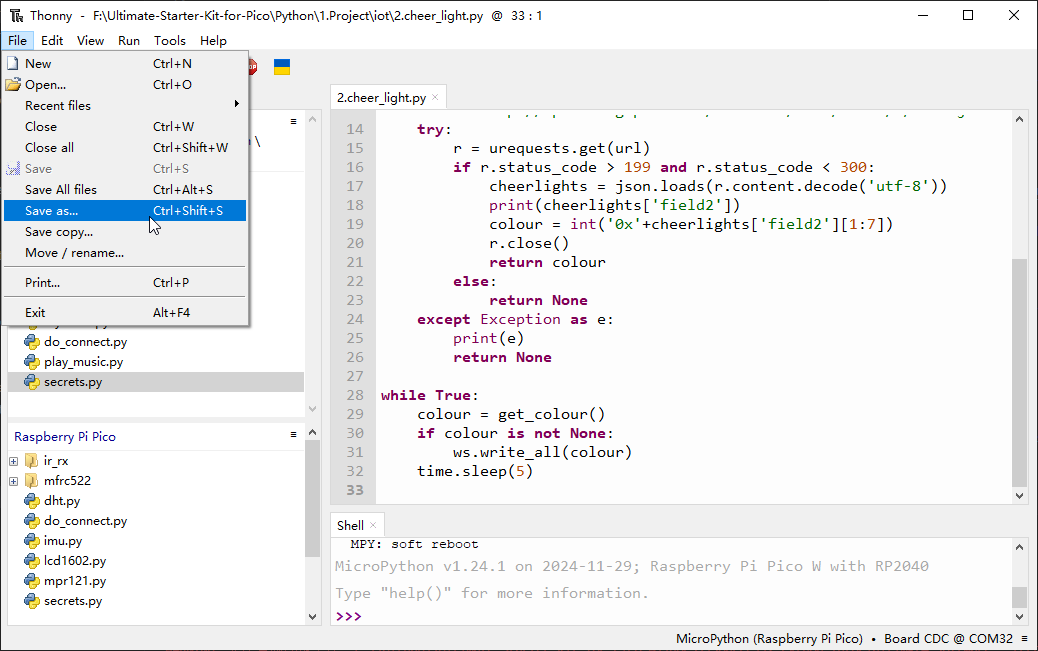 Thonny - F:\Ultimate-Starter-Kit-for-Pico\Python\1.Project\iot\2.cheer_light.py @ 33 : 1
File Edit View Run Tools Help
New Ctrl+N
Open... Ctrl+O
Recent files
Close Ctrl+W
Close all Ctrl+Shift+W
Save Ctrl+S
Save All files Ctrl+Alt+S
Save as... Ctrl+Shift+S
Save copy...
Move / rename...
Print... Ctrl+P
Exit Alt+F4
\
do_connect.py
play_music.py
secrets.py
Raspberry Pi Pico
ir_rx
mfrc522
dht.py
do_connect.py
imu.py
lcd1602.py
mpr121.py
secrets.py
2.cheer_light.py
14 try:
15 r = urequests.get(url)
16 if r.status_code > 199 and r.status_code < 300:
17 cheerlights = json.loads(r.content.decode('utf-8'))
18 print(cheerlights['field2'])
19 colour = int('0x'+cheerlights['field2'][1:7])
20 r.close()
21 return colour
22 else:
23 return None
24 except Exception as e:
25 print(e)
26 return None
27
28 while True:
29 colour = get_colour()
30 if colour is not None:
31 ws.write_all(colour)
32 time.sleep(5)
33
Shell
MPY: soft reboot
MicroPython v1.24.1 on 2024-11-29; Raspberry Pi Pico W with RP2040
Type "help()" for more information.
>>>
MicroPython (Raspberry Pi Pico) • Board CDC @ COM32